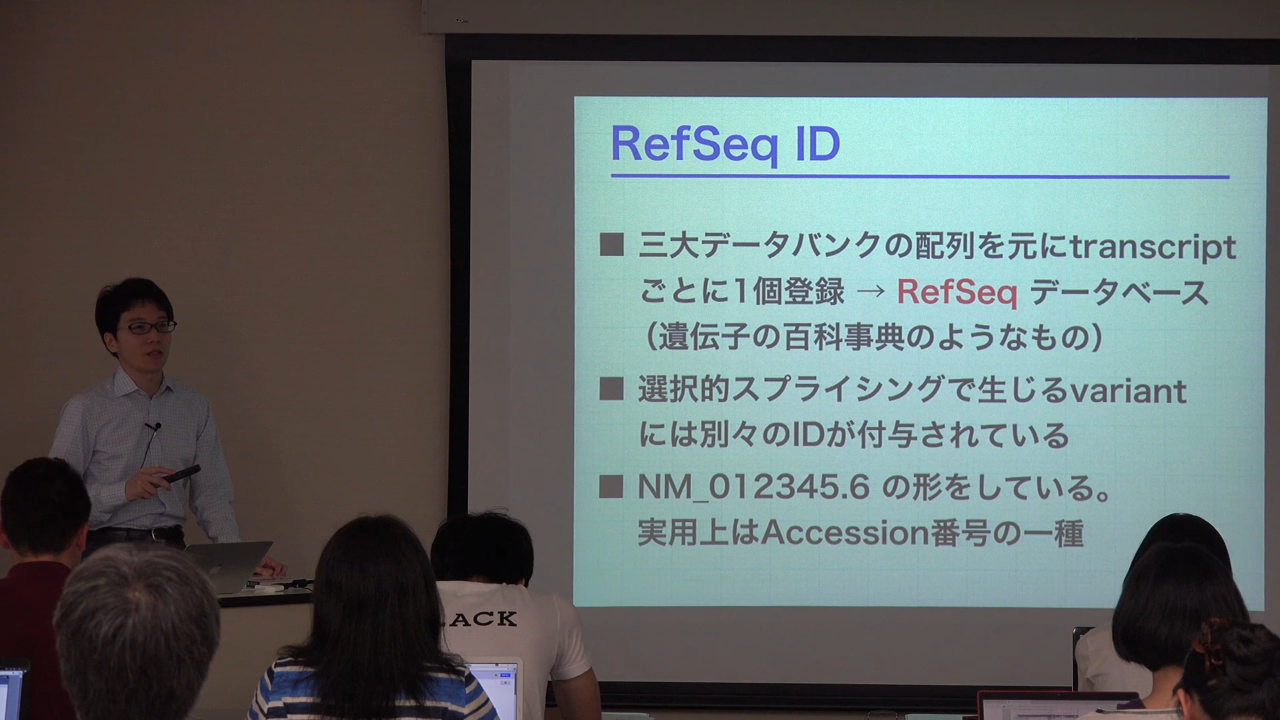 RefSeq ID
■ 三大データバンクの配列を元にtranscript
ごとに1個登録 → RefSeq データベース
（遺伝子の百科事典のようなもの）
■ 選択的スプライシングで生じるvariant
には別々のIDが付与されている
■ NM_012345.6 の形をしている。
実用上はAccession番号の一種
LACK